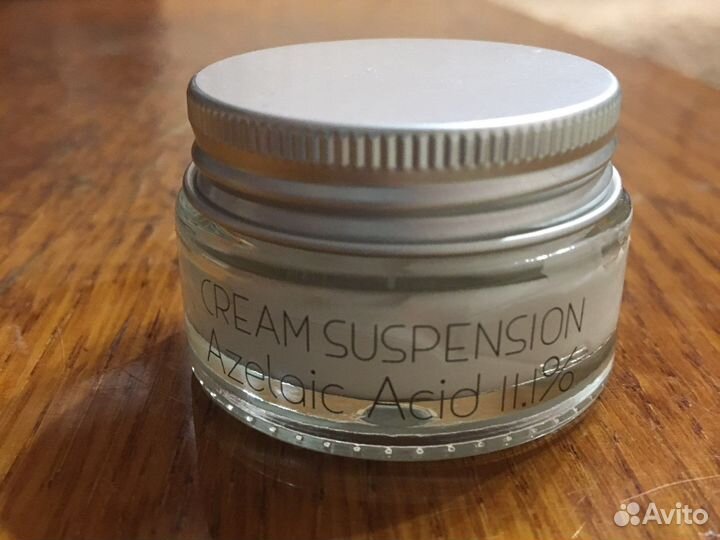 CREAM SUSPENSION
Azelaic Acid 11.1%
Avito